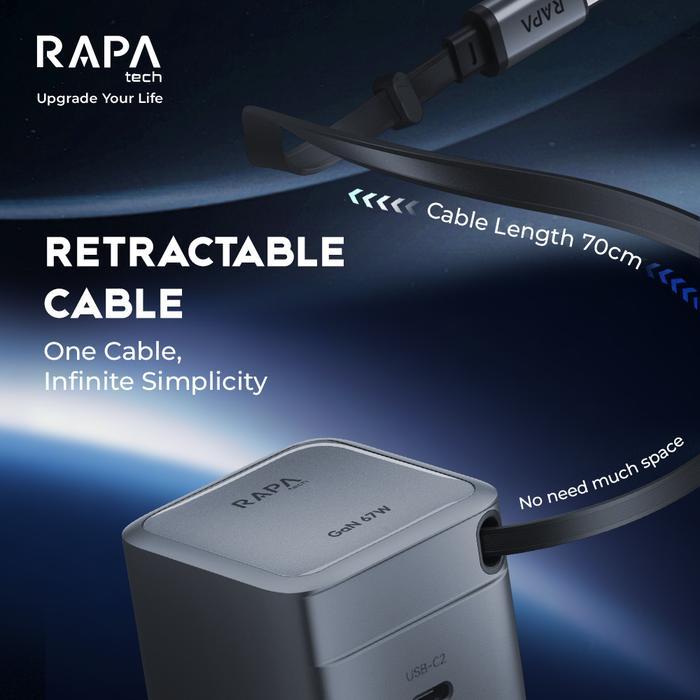 RAPA
tech
Upgrade Your Life
RAPA
Cable Length 70cm
RETRACTABLE
CABLE
One Cable,
Infinite Simplicity
No need much space
RAPA
tech
GaN 67W
USB-C2